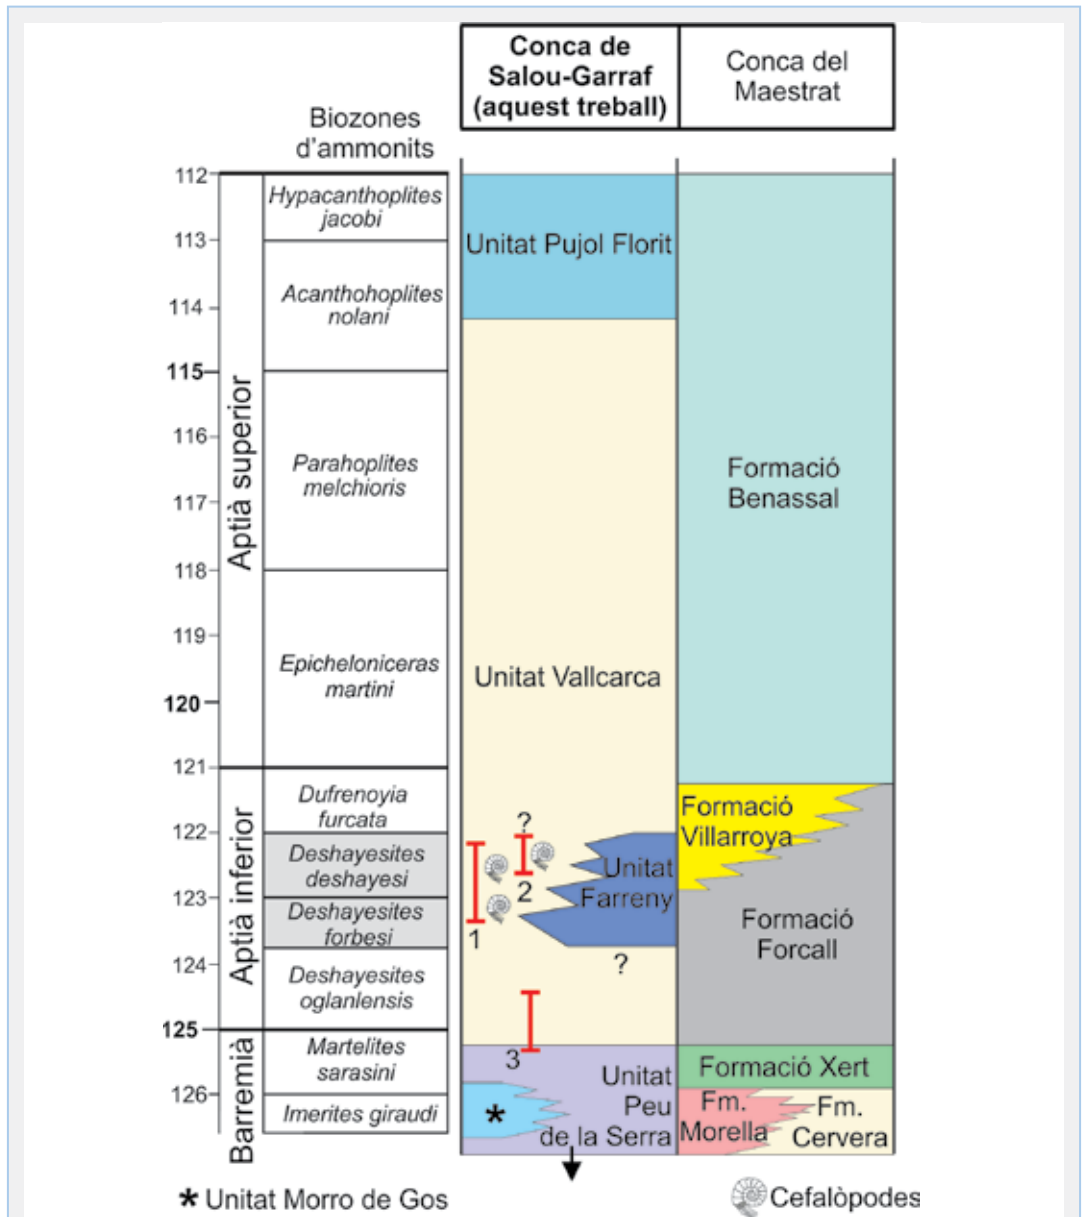 Conca de
Salou-Garraf
(aquest treball)
Conca del
Maestrat
Biozones
d'ammonits
112
113
114
115
116
117
118
119
120
121
122
123
124
125
126
Aptià superior
Aptià inferior
Barremià
Hypacanthoplites
jacobi
Acanthohoplites
nolani
Parahoplites
melchioris
Epicheloniceras
martini
Dufrenoyia
furcata
Deshayesites
deshayesi
Deshayesites
forbesi
Deshayesites
oglanlensis
Martelites
sarasini
Imerites giraudi
Unitat Pujol Florit
Unitat Vallcarca
?
1
2
Unitat
Farreny
?
3
Unitat
Peu
de la Serra
*
Formació
Benassal
Formació
Villarroya
Formació
Forcall
Formació Xert
Fm.
Morella
Fm.
Cervera
* Unitat Morro de Gos
Cefalòpodes